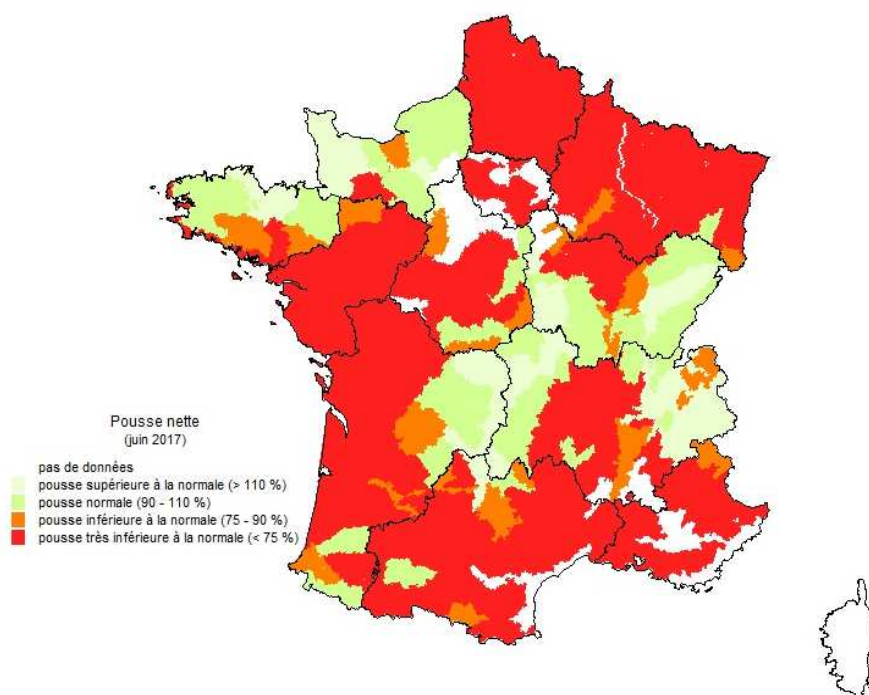 Pousse nette
(juin 2017)
pas de données
pousse supérieure à la normale (> 110 %)
pousse normale (90 - 110 %)
pousse inférieure à la normale (75 - 90 %)
pousse très inférieure à la normale (< 75 %)